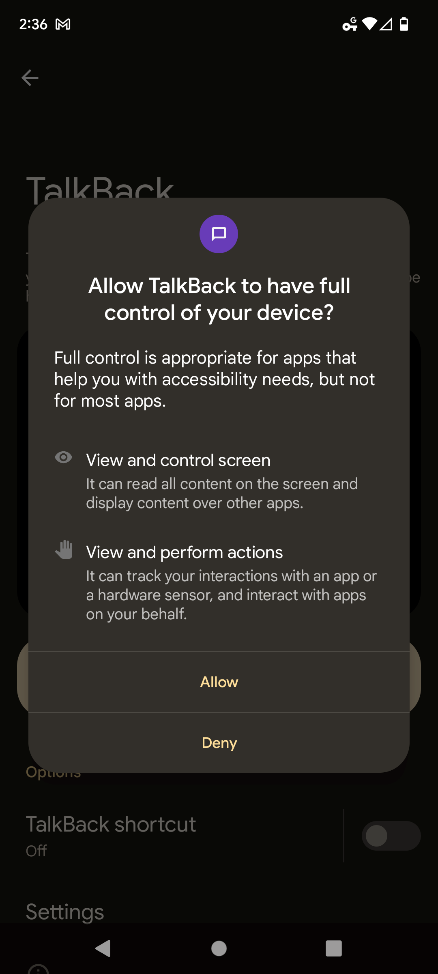 2:36
TalkBack
be
Allow TalkBack to have full
control of your device?
Full control is appropriate for apps that
help you with accessibility needs, but not
for most apps.
View and control screen
It can read all content on the screen and
display content over other apps.
View and perform actions
It can track your interactions with an app or
a hardware sensor, and interact with apps
on your behalf.
Allow
Deny
Options
TalkBack shortcut
Off
Settings